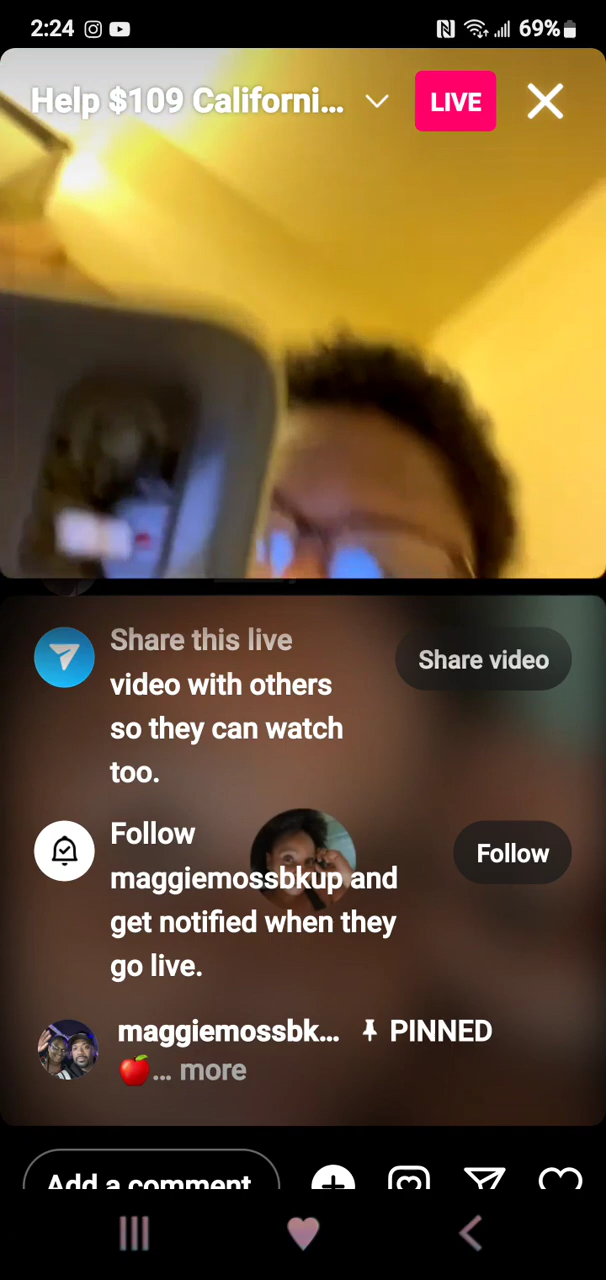 2:24 69%
Help $109 Californi... LIVE
Share this live
video with others
so they can watch
too.
Share video
Follow
maggiemossbkup and
get notified when they
go live.
Follow
maggiemossbk... PINNED
🍎... more
Add a comment